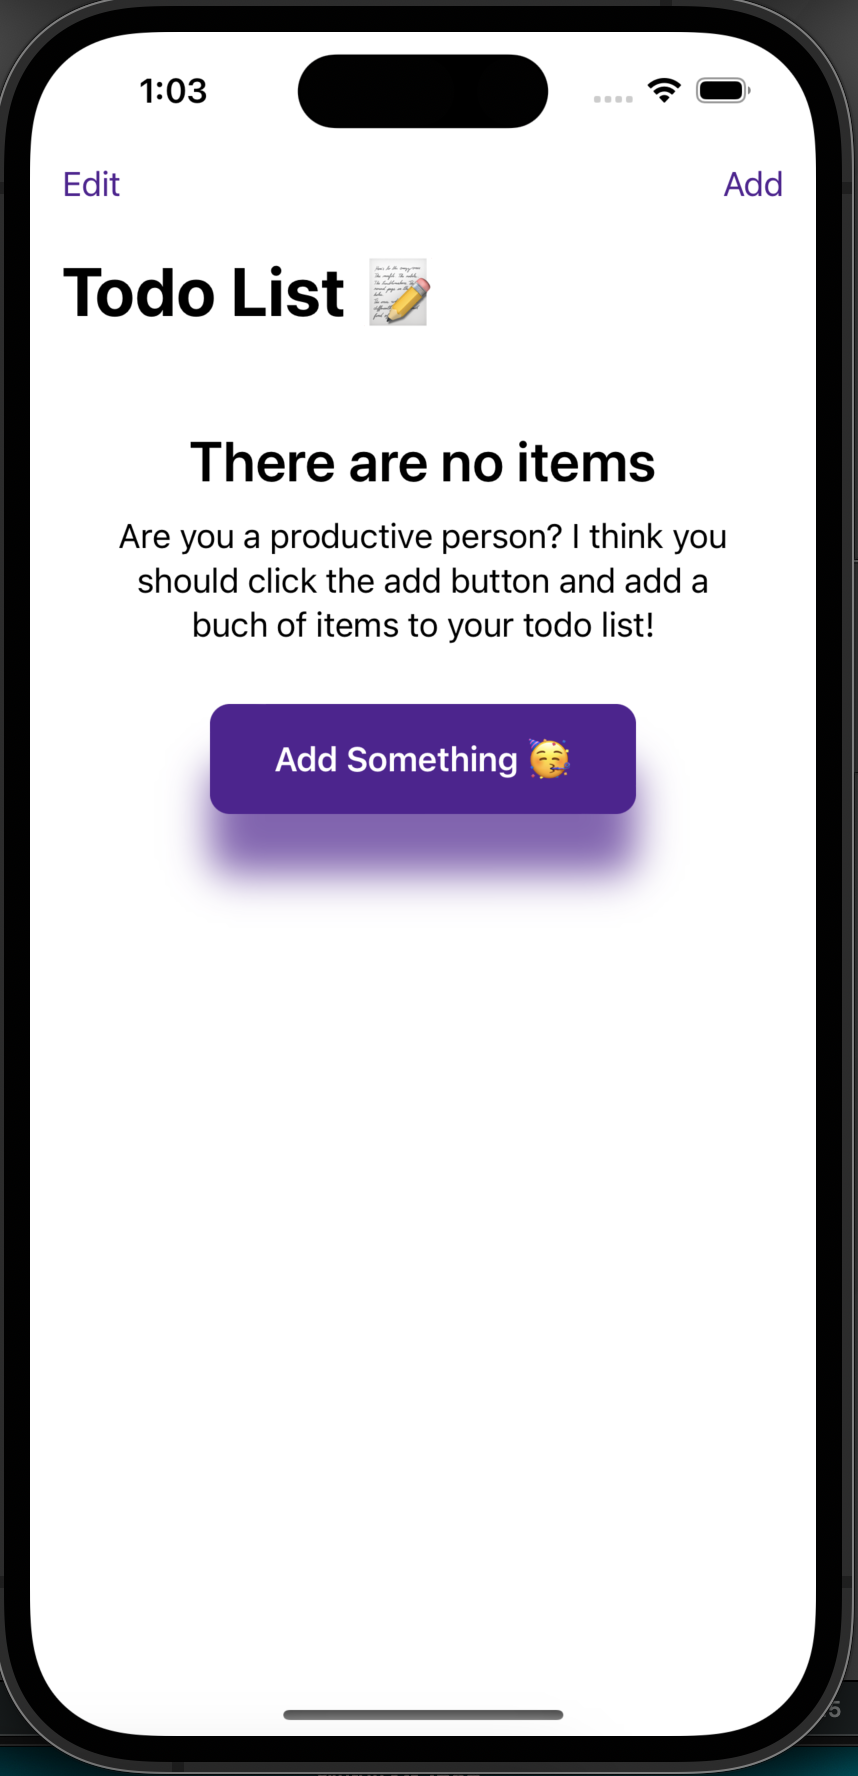 1:03
Edit
Add
Todo List 📝
There are no items
Are you a productive person? I think you
should click the add button and add a
buch of items to your todo list!
Add Something 🥳